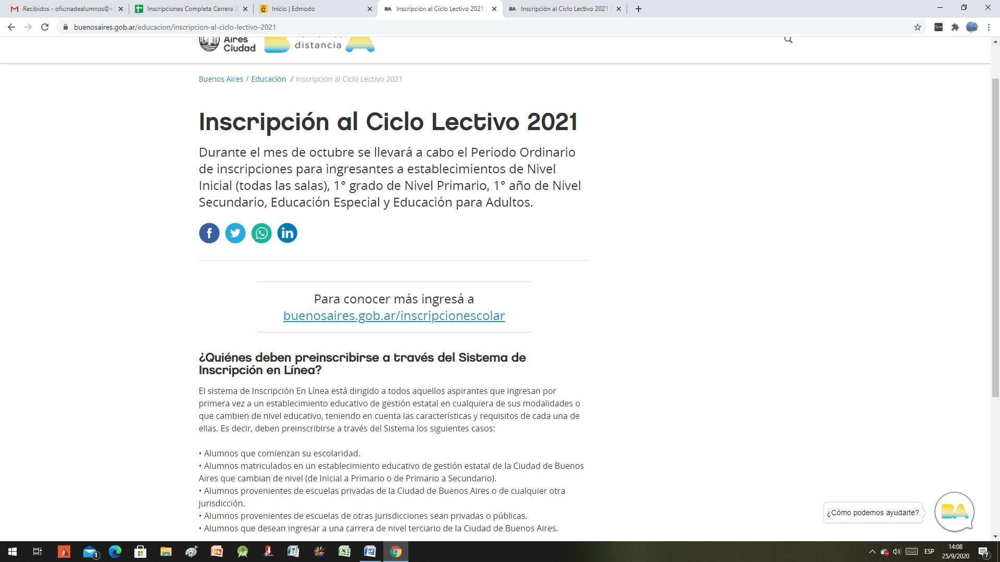 Recibidos - oficinadealumnos@e
Inscripciones Completa Carrera 2
Inicio | Edmodo
Inscripción al Ciclo Lectivo 2021 |
Inscripción al Ciclo Lectivo 2021 |
buenosaires.gob.ar/educacion/inscripcion-al-ciclo-lectivo-2021
flow
Aires
Ciudad
distancia
Buenos Aires / Educación / Inscripción al Ciclo Lectivo 2021
Inscripción al Ciclo Lectivo 2021
Durante el mes de octubre se llevará a cabo el Periodo Ordinario
de inscripciones para ingresantes a establecimientos de Nivel
Inicial (todas las salas), 1° grado de Nivel Primario, 1° año de Nivel
Secundario, Educación Especial y Educación para Adultos.
Para conocer más ingresá a
buenosaires.gob.ar/inscripcionescolar
¿Quiénes deben preinscribirse a través del Sistema de
Inscripción en Línea?
El sistema de Inscripción En Línea está dirigido a todos aquellos aspirantes que ingresan por
primera vez a un establecimiento educativo de gestión estatal en cualquiera de sus modalidades o
que cambien de nivel educativo, teniendo en cuenta las características y requisitos de cada una de
ellas. Es decir, deben preinscribirse a través del Sistema los siguientes casos:
• Alumnos que comienzan su escolaridad.
• Alumnos matriculados en un establecimiento educativo de gestión estatal de la Ciudad de Buenos
Aires que cambian de nivel (de Inicial a Primario o de Primario a Secundario).
• Alumnos provenientes de escuelas privadas de la Ciudad de Buenos Aires o de cualquier otra
jurisdicción.
• Alumnos provenientes de escuelas de otras jurisdicciones sean privadas o públicas.
• Alumnos que desean ingresar a una carrera de nivel terciario de la Ciudad de Buenos Aires.
¿Cómo podemos ayudarte?
BA
1
ESP
14:08
25/9/2020
7